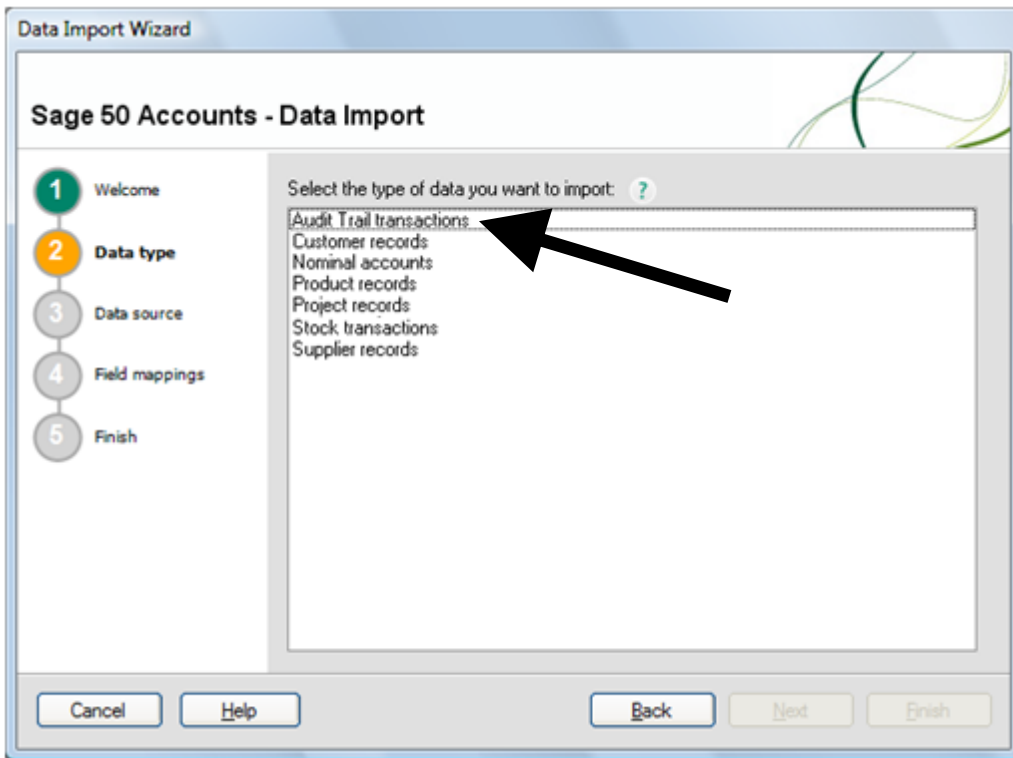 Data Import Wizard
Sage 50 Accounts - Data Import
1 Welcome
2 Data type
3 Data source
4 Field mappings
5 Finish
Select the type of data you want to import: ?
Audit Trail transactions
Customer records
Nominal accounts
Product records
Project records
Stock transactions
Supplier records
Cancel Help Back Next Finish